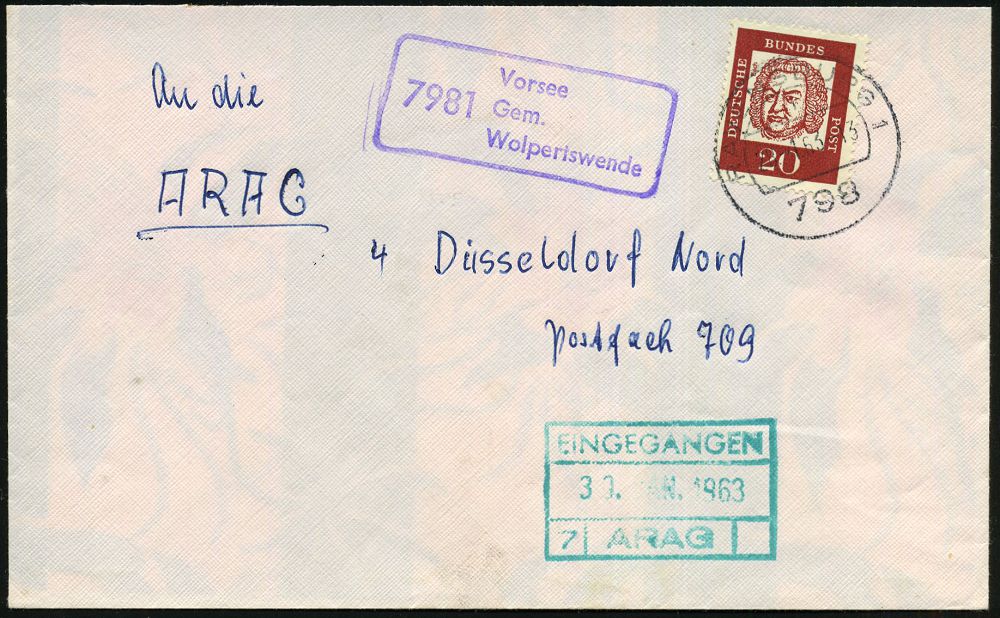 An die
ARAG
4 Düsseldorf Nord
Postfach 709
7981
Vorsee
Gem.
Wolpertswende
DEUTSCHE
BUNDES
POST
20
63
798
EINGEGANGEN
1963
7 ARAG